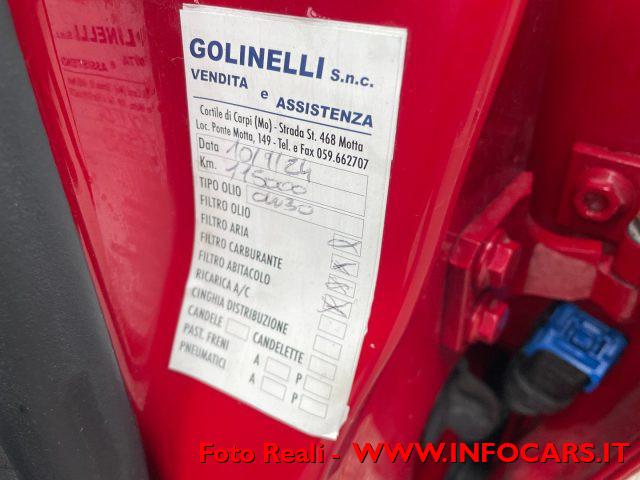 GOLINELLI S.n.c.
VENDITA e ASSISTENZA
Cortile di Carpi (Mo) - Strada St. 468 Motta
Loc. Ponte Motta, 149 - Tel. e Fax 059.662707
Data 10/9/24
Km. 115000
TIPO OLIO 0W30
FILTRO OLIO
FILTRO ARIA
FILTRO CARBURANTE
FILTRO ABITACOLO
RICARICA A/C
CINGHIA DISTRIBUZIONE
CANDELE CANDELETTE
PAST. FRENI A P
PNEUMATICI A P
Foto Reali - WWW.INFOCARS.IT